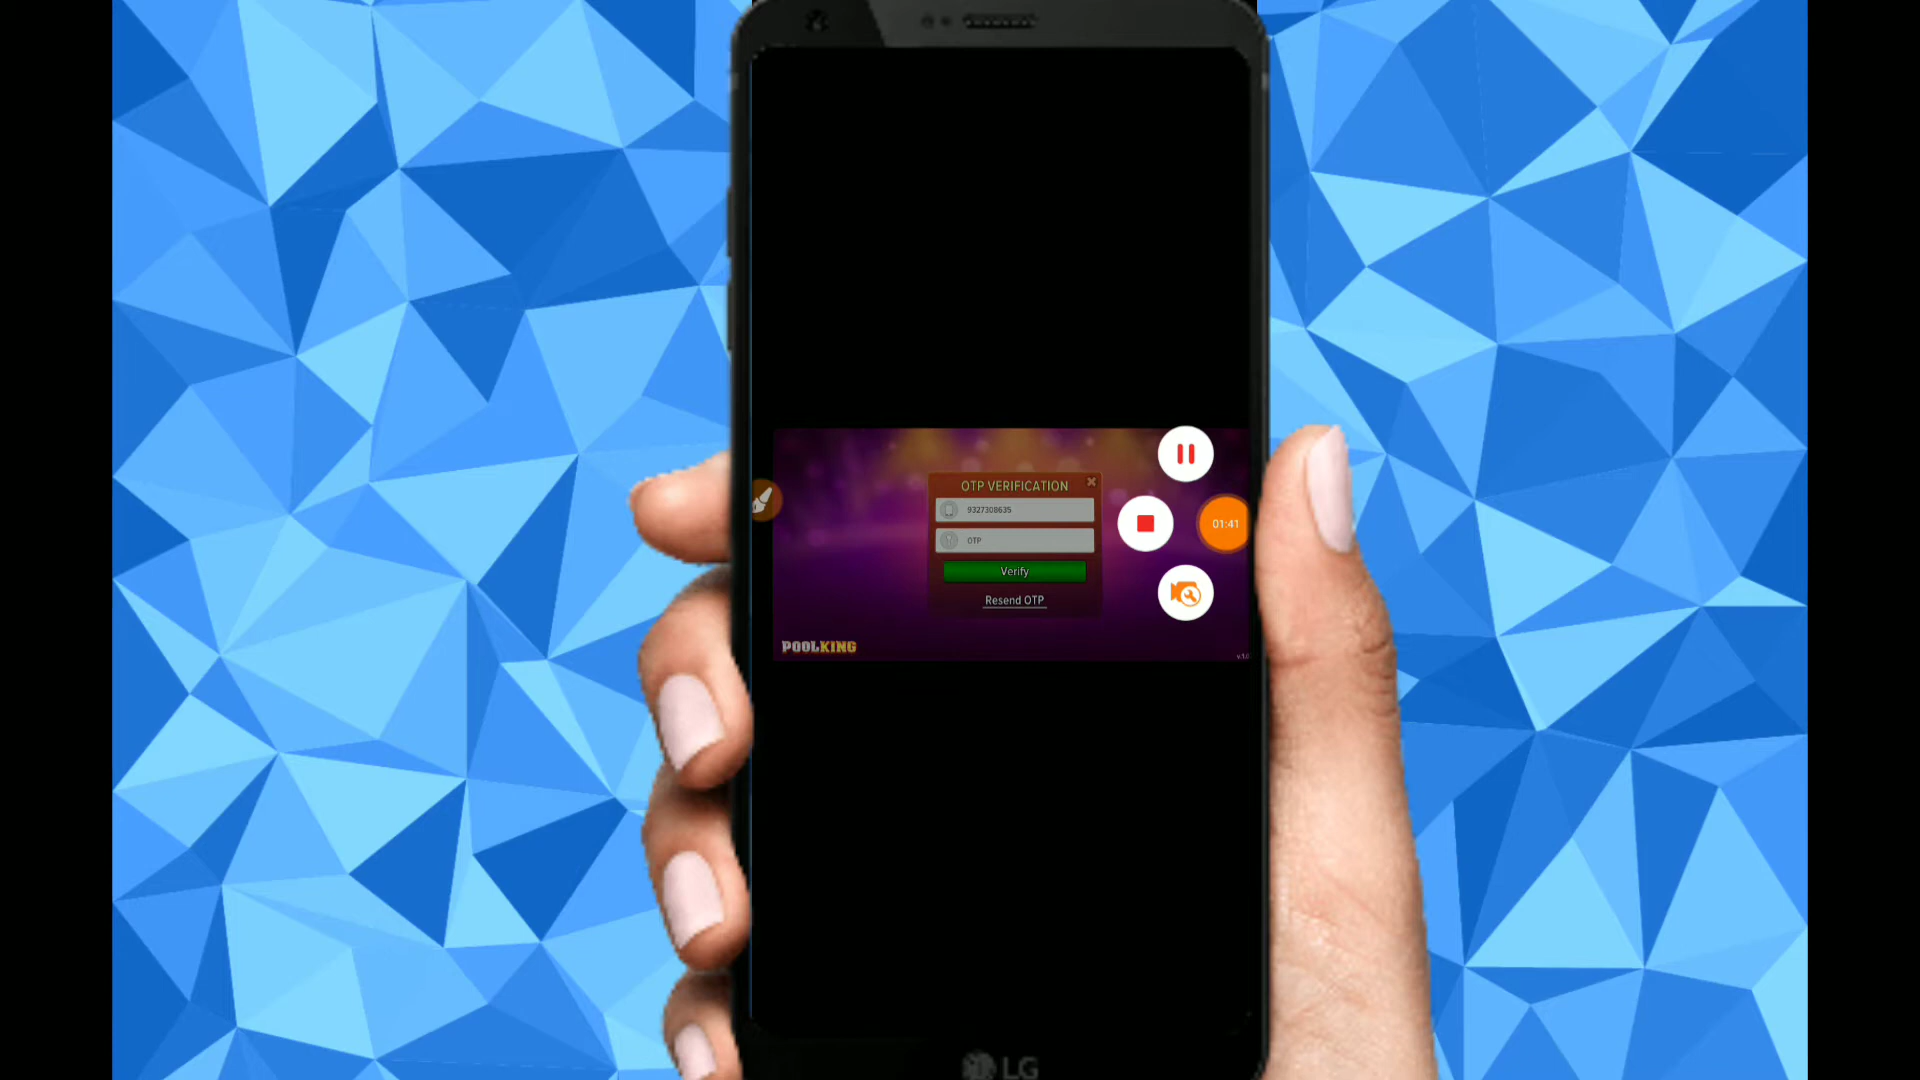 OTP VERIFICATION
9327308635
OTP
Verify
Resend OTP
01:41
POOLKING
LG